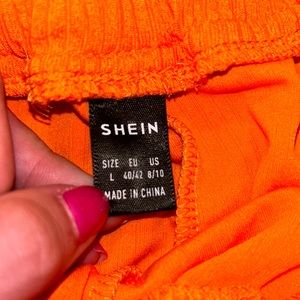 SHEIN
SIZE EU US
L 40/42 8/10
MADE IN CHINA